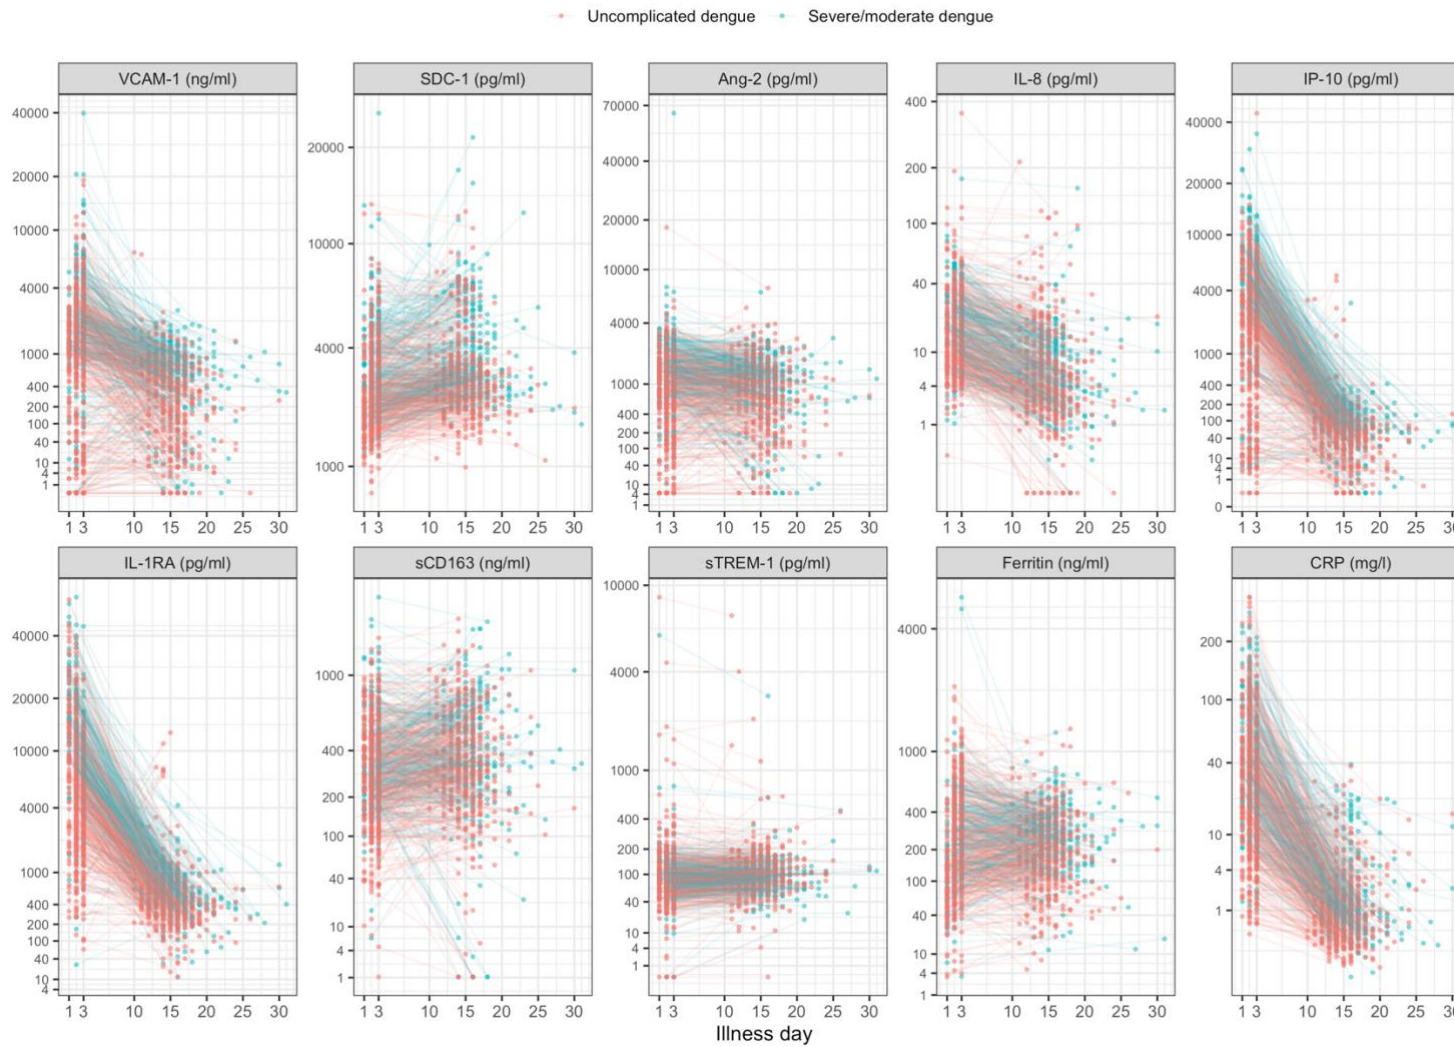 Uncomplicated dengue Severe/moderate dengue
VCAM-1 (ng/ml) SDC-1 (pg/ml) Ang-2 (pg/ml) IL-8 (pg/ml) IP-10 (pg/ml)
40000 20000 10000 4000 1000 400 200 100 40 10 4 1
20000 10000 4000 1000
70000 40000 20000 10000 4000 1000 400 200 100 40 10 4 1
400 200 100 40 10 4 1
40000 20000 10000 4000 1000 400 200 100 40 10 4 1 0
1 3 10 15 20 25 30 1 3 10 15 20 25 30 1 3 10 15 20 25 30 1 3 10 15 20 25 30 1 3 10 15 20 25
IL-1RA (pg/ml) sCD163 (ng/ml) sTREM-1 (pg/ml) Ferritin (ng/ml) CRP (mg/l)
40000 20000 10000 4000 1000 400 200 100 40 10 4
1000 400 200 100 40 10 4 1
10000 4000 1000 400 200 100 40 10 4 1
4000 1000 400 200 100 40 10 4 1
200 100 40 10 4 1
1 3 10 15 20 25 30 1 3 10 15 20 25 30 1 3 10 15 20 25 30 1 3 10 15 20 25 30 1 3 10 15 20 25
Illness day